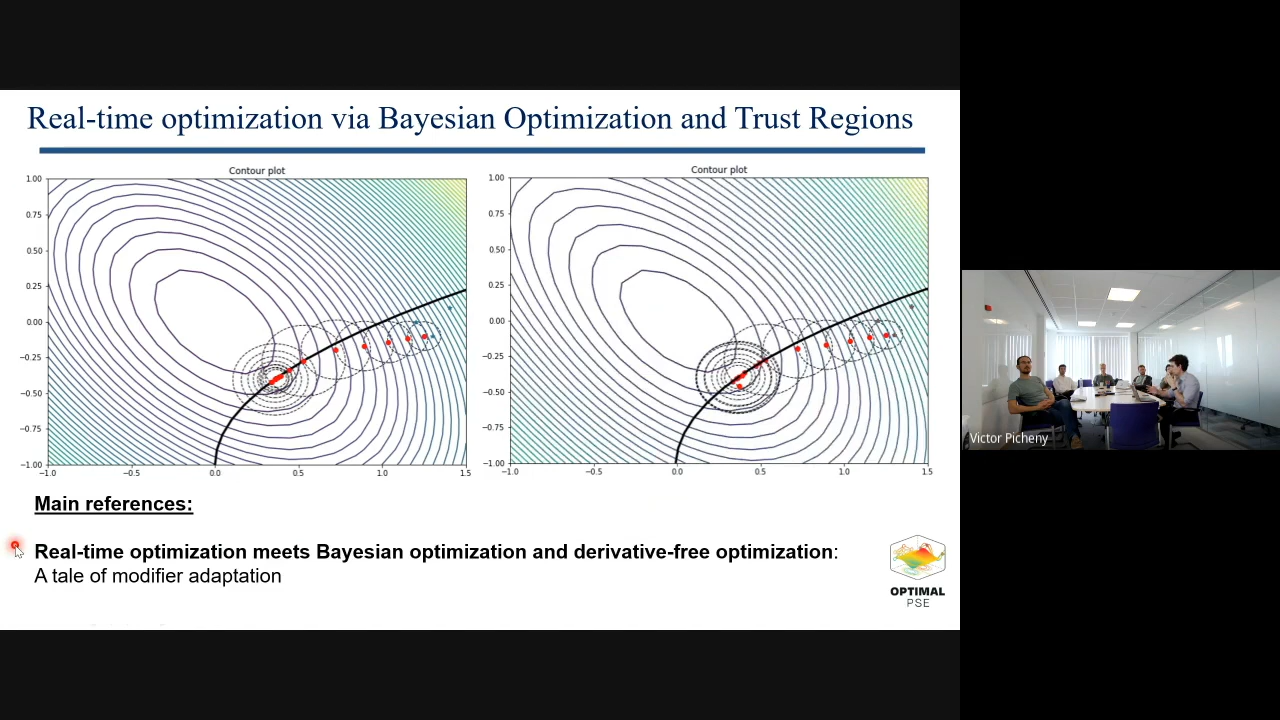 Real-time optimization via Bayesian Optimization and Trust Regions
Contour plot
1.00
0.75
0.50
0.25
0.00
−0.25
−0.50
−0.75
−1.00
−1.0 −0.5 0.0 0.5 1.0 1.5
Contour plot
1.00
0.75
0.50
0.25
0.00
−0.25
−0.50
−0.75
−1.00
−1.0 −0.5 0.0 0.5 1.0 1.5
Main references:
Real-time optimization meets Bayesian optimization and derivative-free optimization:
A tale of modifier adaptation
OPTIMAL
PSE
Victor Picheny